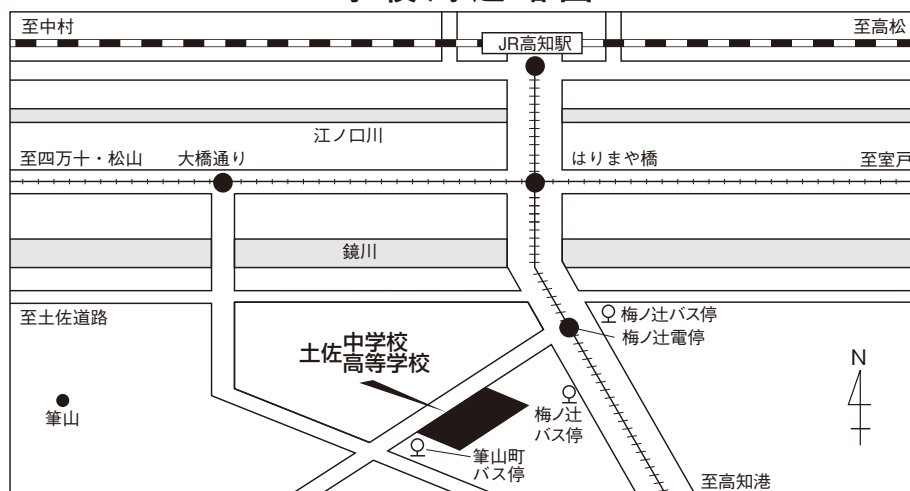 至中村
至高松
JR高知駅
江ノ口川
至四万十・松山
大橋通り
はりまや橋
至室戸
鏡川
至土佐道路
梅ノ辻バス停
梅ノ辻電停
土佐中学校
高等学校
N
筆山
梅ノ辻
バス停
筆山町
バス停
至高知港